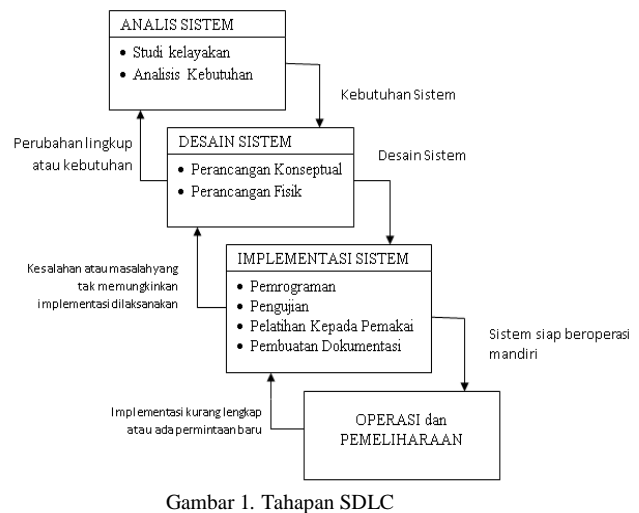 ANALIS SISTEM
• Studi kelayakan
• Analisis Kebutuhan
Kebutuhan Sistem
Perubahan lingkup
atau kebutuhan
DESAIN SISTEM
• Perancangan Konseptual
• Perancangan Fisik
Desain Sistem
Kesalahan atau masalah yang
tak memungkinkan
implementasi dilaksanakan
IMPLEMENTASI SISTEM
• Pemrograman
• Pengujian
• Pelatihan Kepada Pemakai
• Pembuatan Dokumentasi
Sistem siap beroperasi
mandiri
Implementasi kurang lengkap
atau ada permintaan baru
OPERASI dan
PEMELIHARAAN
Gambar 1. Tahapan SDLC